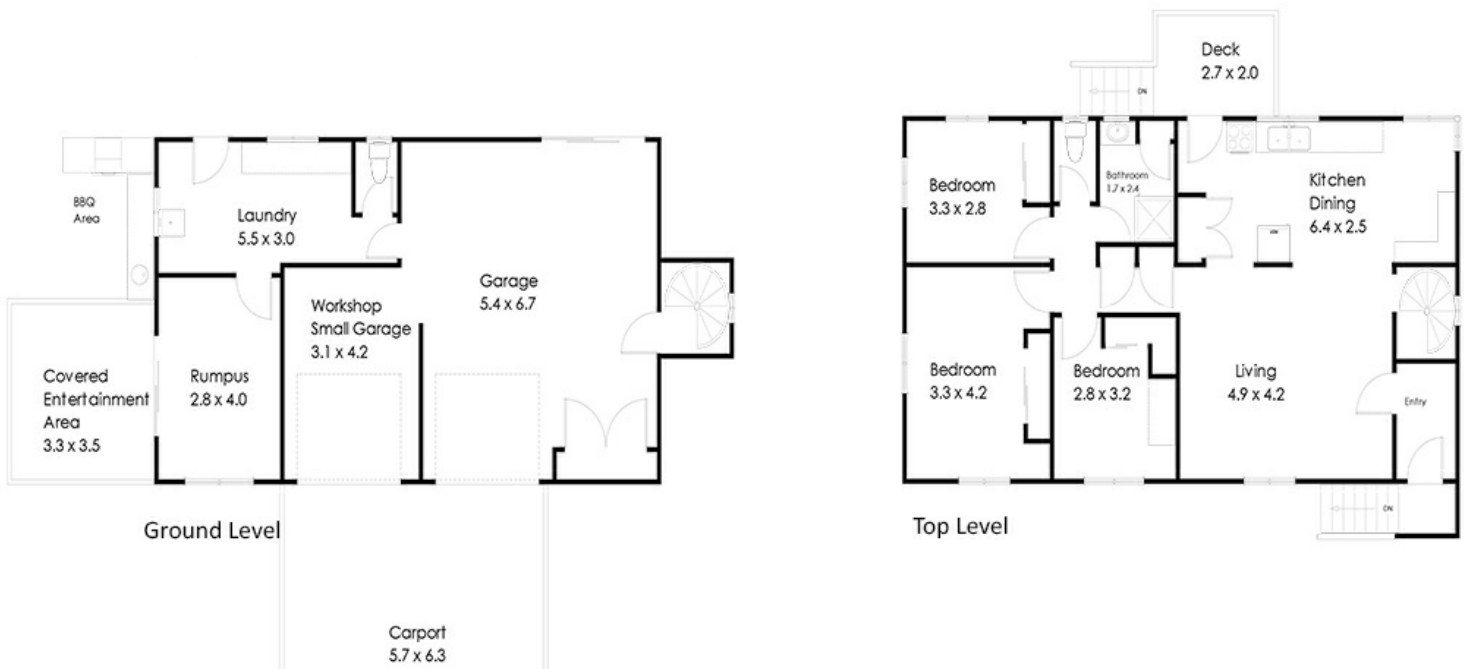 BBQ
Area
Laundry
5.5 x 3.0
Garage
5.4 x 6.7
Workshop
Small Garage
3.1 x 4.2
Covered
Entertainment
Area
3.3 x 3.5
Rumpus
2.8 x 4.0
Ground Level
Carport
5.7 x 6.3
Deck
2.7 x 2.0
DN
Bedroom
3.3 x 2.8
Bathroom
1.7 x 2.4
Kitchen
Dining
6.4 x 2.5
Bedroom
3.3 x 4.2
Bedroom
2.8 x 3.2
Living
4.9 x 4.2
Entry
DN
Top Level